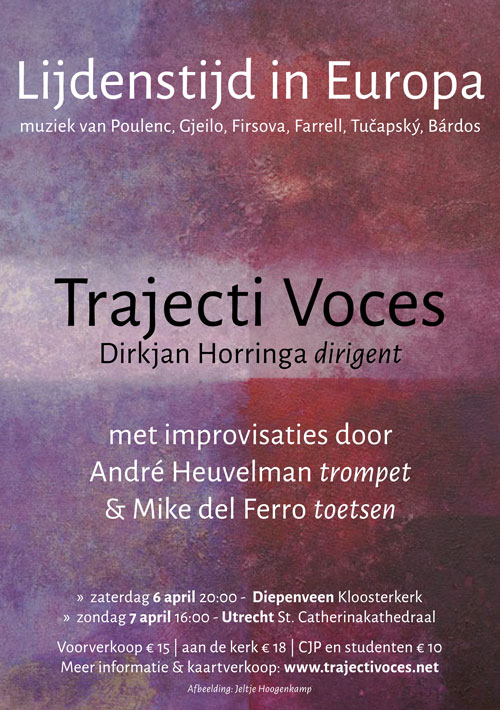 Lijdenstijd in Europa
muziek van Poulenc, Gjeilo, Firsova, Farrell, Tučapský, Bárdos
Trajecti Voces
Dirkjan Horringa dirigent
met improvisaties door
André Heuvelman trompet
& Mike del Ferro toetsen
» zaterdag 6 april 20:00 - Diepenveen Kloosterkerk
» zondag 7 april 16:00 - Utrecht St. Catherinakathedraal
Voorverkoop € 15 | aan de kerk € 18 | CJP en studenten € 10
Meer informatie & kaartverkoop: www.trajectivoces.net
Afbeelding: Jeltje Hoogenkamp